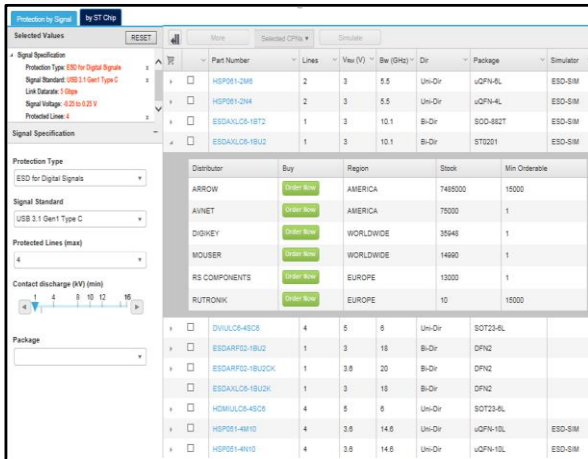 Protection by Signal by ST Chip
Selected Values RESET
Signal Specification
Protection Type: ESD for Digital Signals
Signal Standard: USB 3.1 Gen1 Type C
Link Datarate: 5 Gbps
Signal Voltage: -0.25 to 0.25 V
Protected Lines: 4
Signal Specification
Protection Type
ESD for Digital Signals
Signal Standard
USB 3.1 Gen1 Type C
Protected Lines (max)
4
Contact discharge (kV) (min)
1 4 8 10 12 15
Package
More Selected CPNs Simulate
Part Number Lines (V) Bw (GHz) Dir Package Simulator
HSP061-2M6 2 3 5.5 Uni-Dir uQFN-6L ESD-SIM
HSP061-2N4 2 3 5.5 Uni-Dir uQFN-4L ESD-SIM
ESDAXLC6-1BT2 1 3 10.1 Bi-Dir SOD-882T ESD-SIM
ESDAXLC6-1BU2 1 3 10.1 Bi-Dir ST0201 ESD-SIM
Distributor Buy Region Stock Min Orderable
ARROW Order Now AMERICA 7485000 15000
AVNET Order Now AMERICA 75000 1
DIGIKEY Order Now WORLDWIDE 35948 1
MOUSER Order Now WORLDWIDE 14990 1
RS COMPONENTS Order Now EUROPE 13000 1
RUTRONIK Order Now EUROPE 10 15000
DVIULC6-4SC6 4 5 6 Uni-Dir SOT23-6L
ESDARF02-1BU2 1 3 18 Bi-Dir DFN2
ESDARF02-1BU2CK 1 3.6 20 Bi-Dir DFN2
ESDAXLC6-1BU2K 1 3 18 Bi-Dir DFN2
HDMIULC6-4SC6 4 5 6 Uni-Dir SOT23-6L
HSP051-4M10 4 3.6 14.6 Uni-Dir uQFN-10L ESD-SIM
HSP051-4N10 4 3.6 14.6 Uni-Dir uQFN-10L ESD-SIM